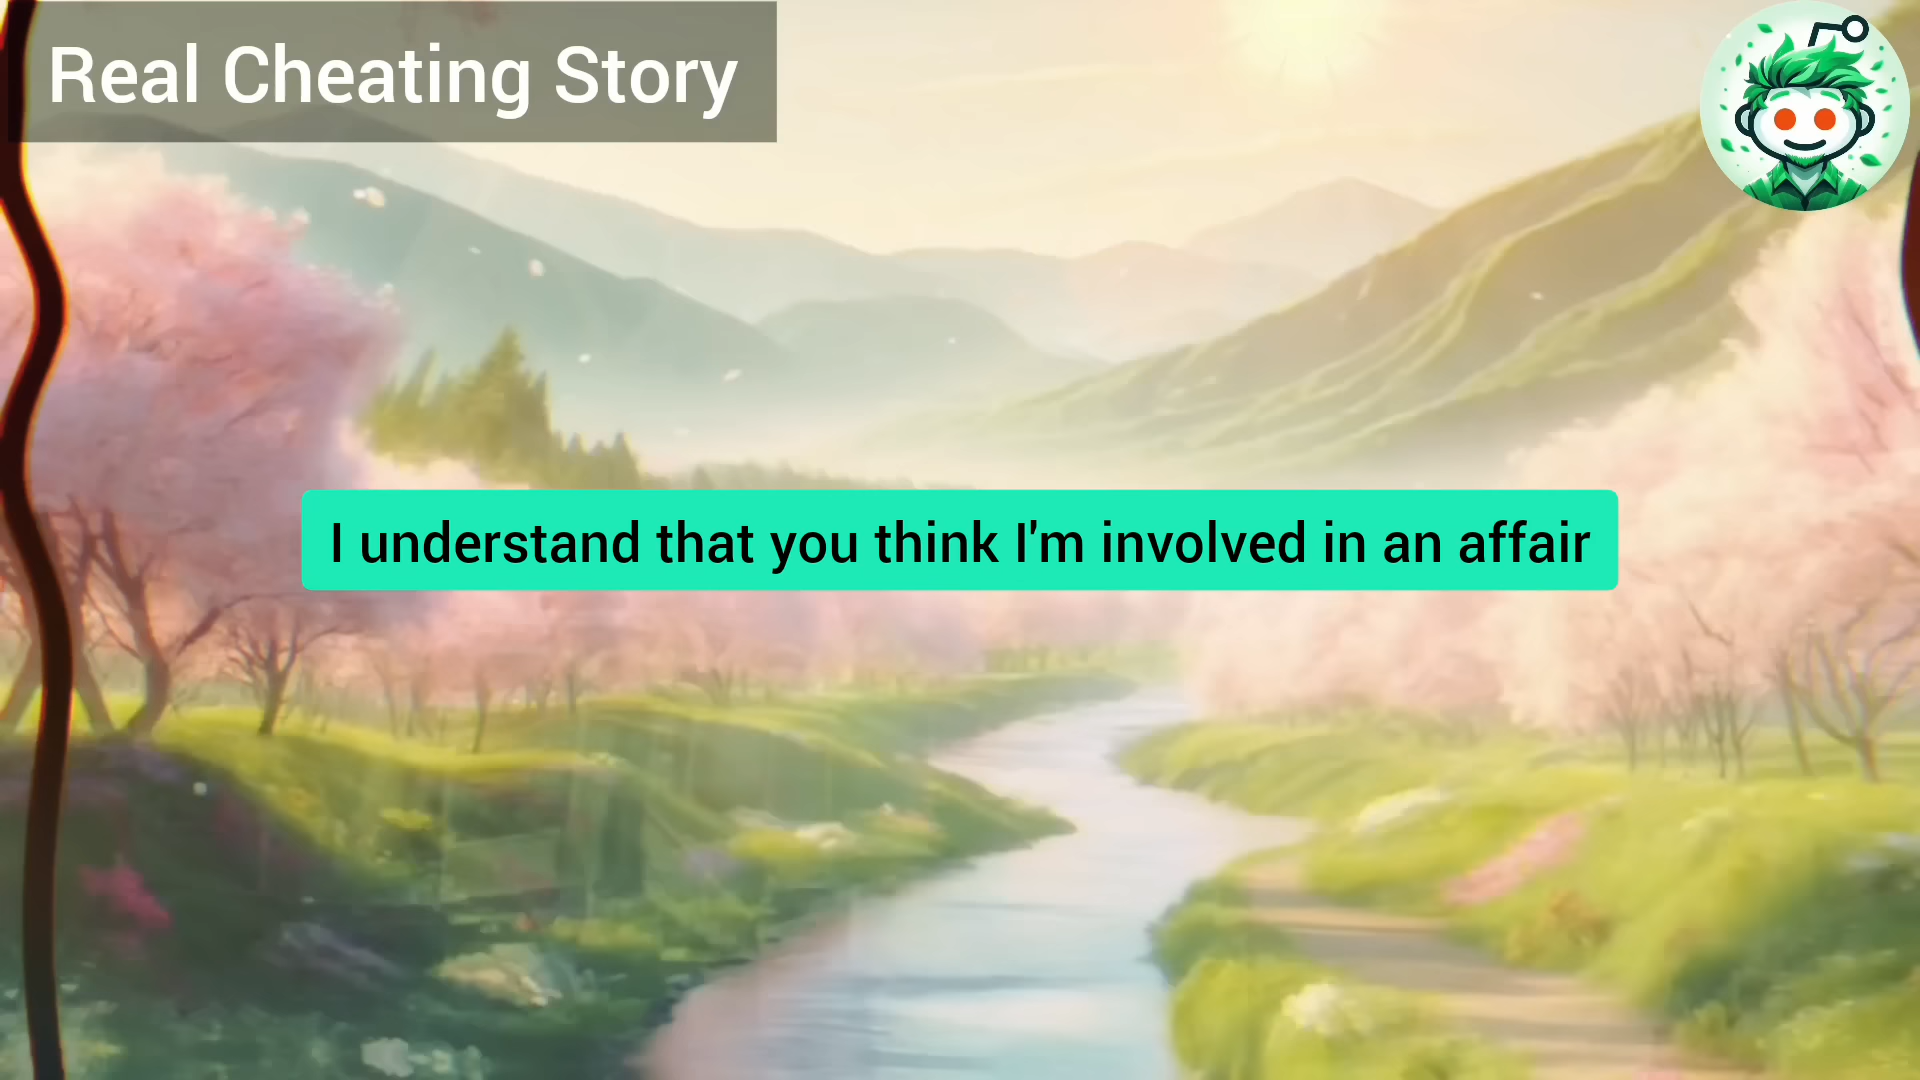 Real Cheating Story
I understand that you think I'm involved in an affair